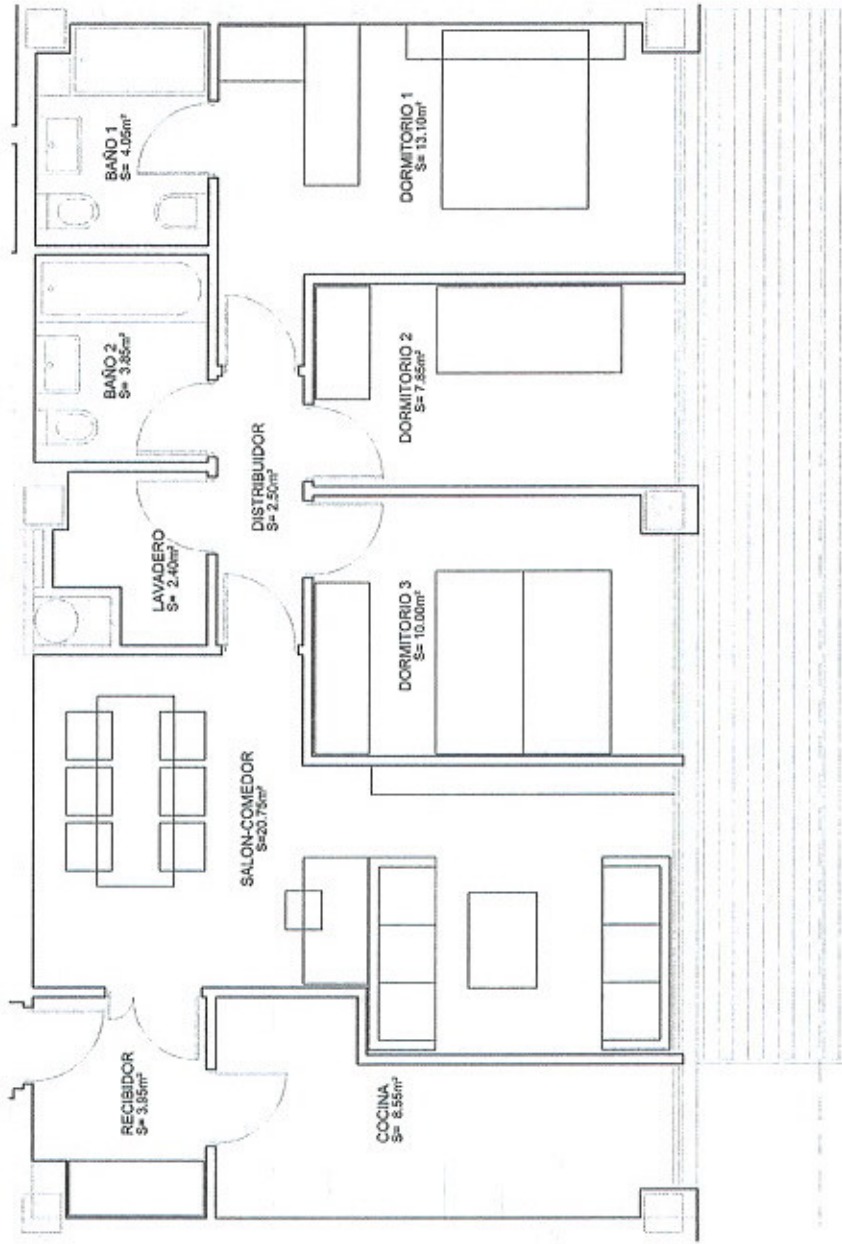 BAÑO 1
S= 4.05m²
BAÑO 2
S= 3.85m²
LAVADERO
S= 2.40m²
DISTRIBUIDOR
S= 2.50m²
DORMITORIO 1
S= 13.10m²
DORMITORIO 2
S= 7.85m²
DORMITORIO 3
S= 10.00m²
SALON-COMEDOR
S=20.75m²
RECIBIDOR
S= 3.95m²
COCINA
S= 8.55m²